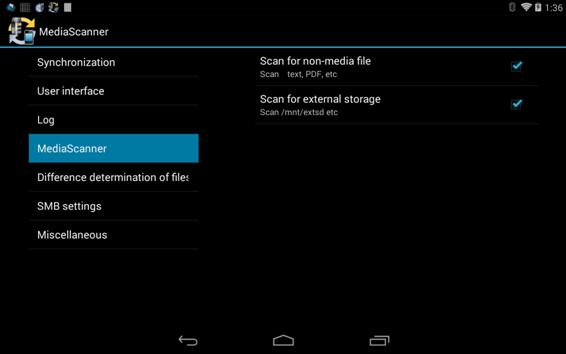 1:36
MediaScanner
Synchronization
User interface
Log
MediaScanner
Difference determination of files
SMB settings
Miscellaneous
Scan for non-media file
Scan text, PDF, etc
Scan for external storage
Scan /mnt/extsd etc